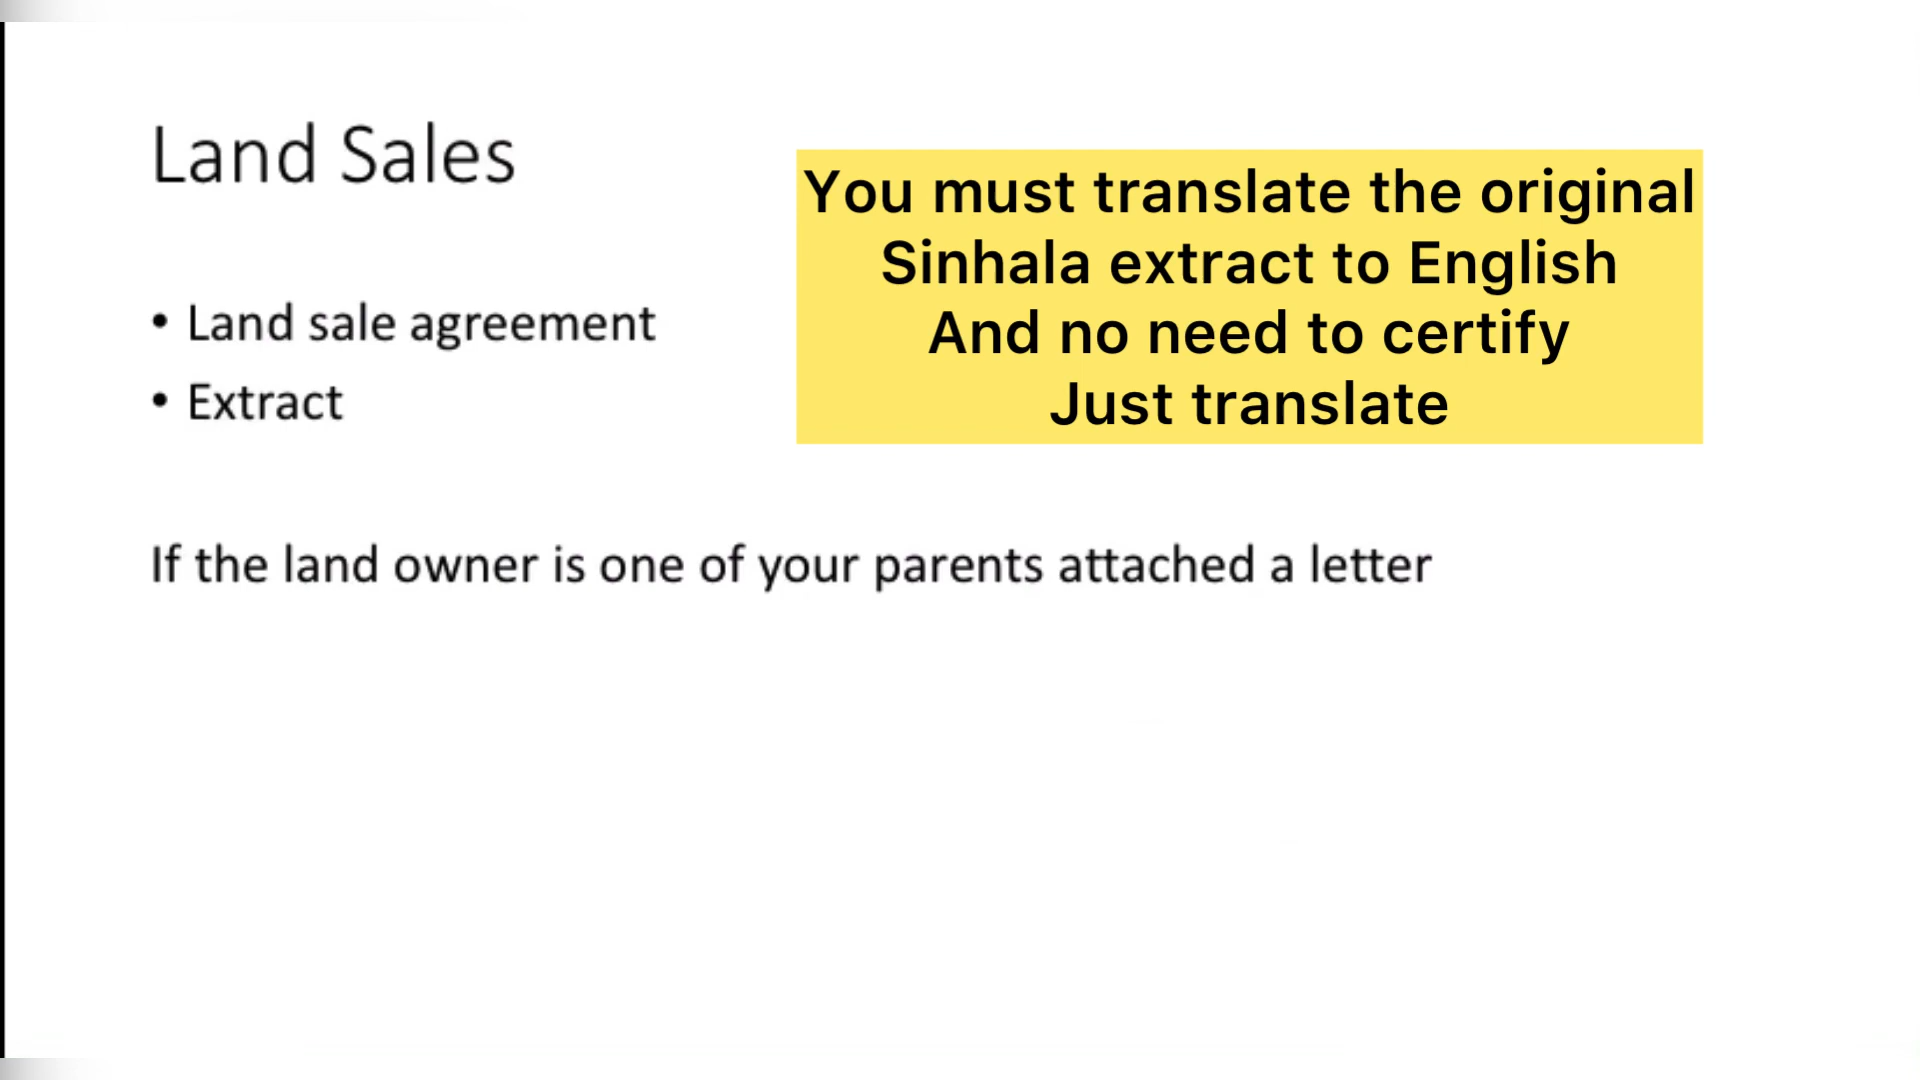 Land Sales
You must translate the original
Sinhala extract to English
And no need to certify
Just translate
• Land sale agreement
• Extract
If the land owner is one of your parents attached a letter